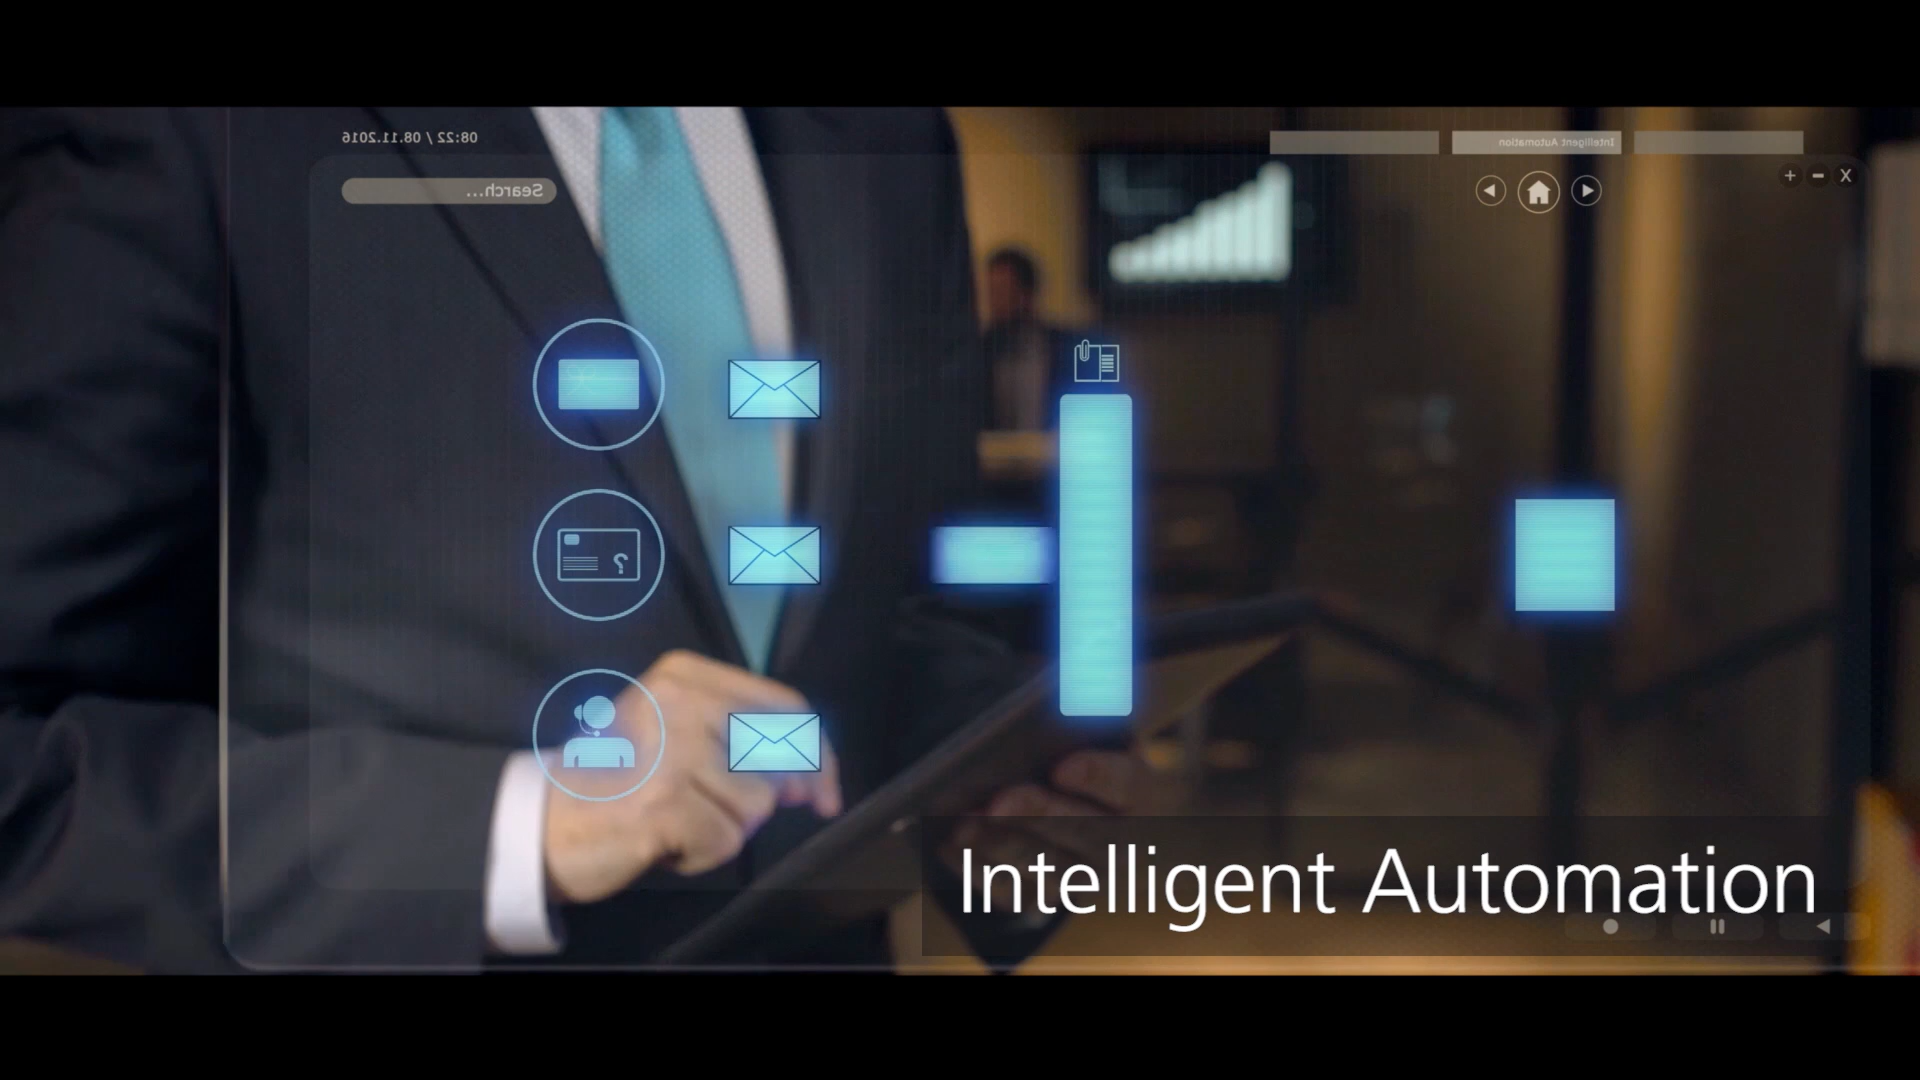 08:22 / 08.11.2016
Intelligent Automation
Search...
+ - X
?
Intelligent Automation